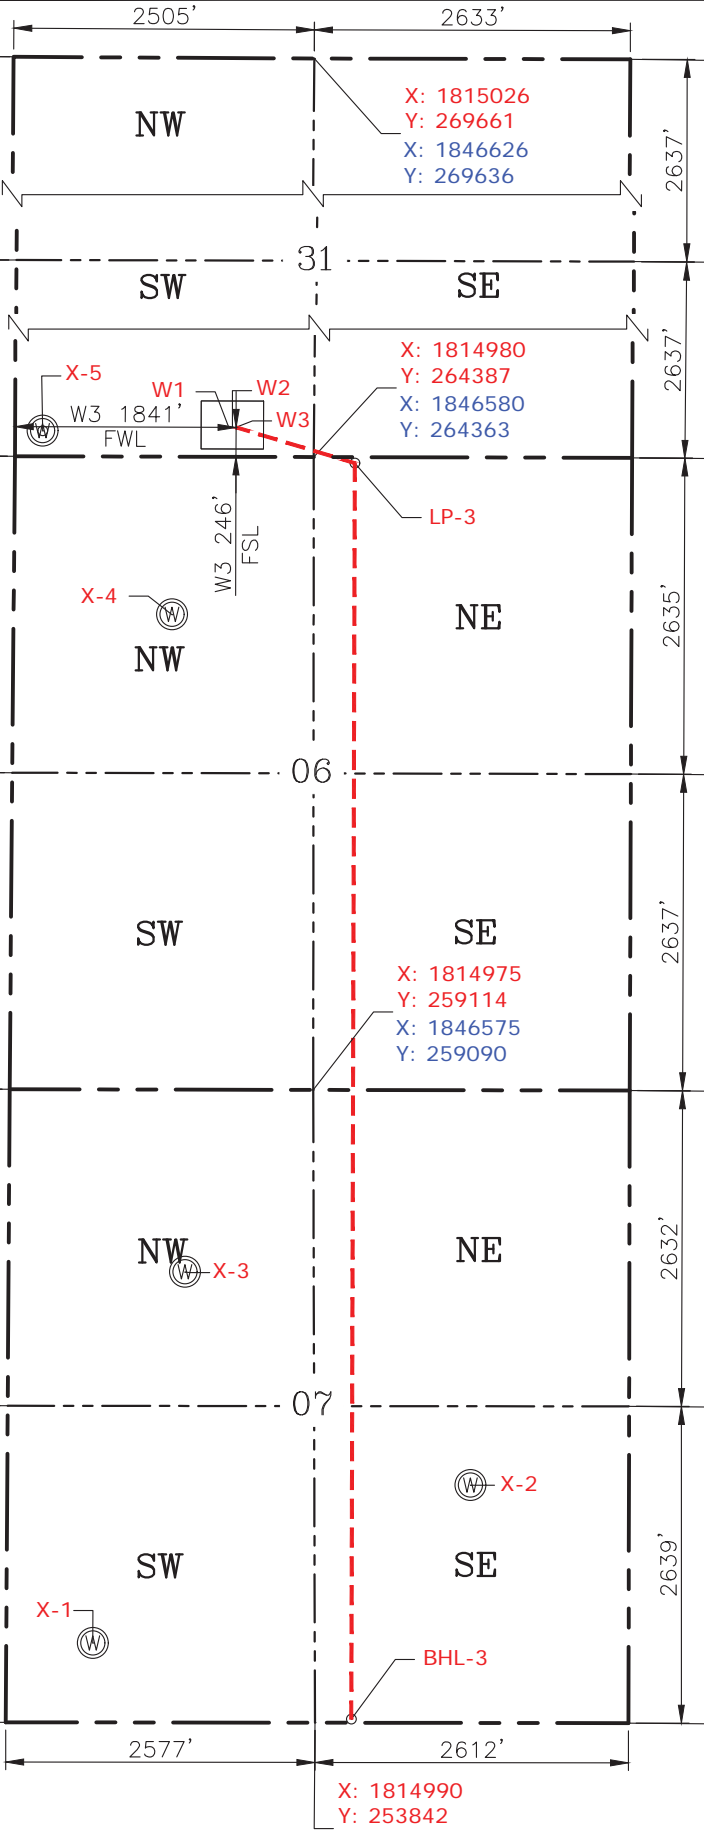 2505' 2633'
NW
X: 1815026
Y: 269661
X: 1846626
Y: 269636
2637'
31
SW SE
2637'
X: 1814980
Y: 264387
X: 1846580
Y: 264363
X-5
W
W1 W2
W3
W3 1841'
FWL
W3 246'
FSL
LP-3
X-4
W
NW
NE
2635'
06
SW SE
2637'
X: 1814975
Y: 259114
X: 1846575
Y: 259090
NW NE
W X-3
2632'
07
W X-2
SW SE
2639'
X-1
W
BHL-3
2577' 2612'
X: 1814990
Y: 253842